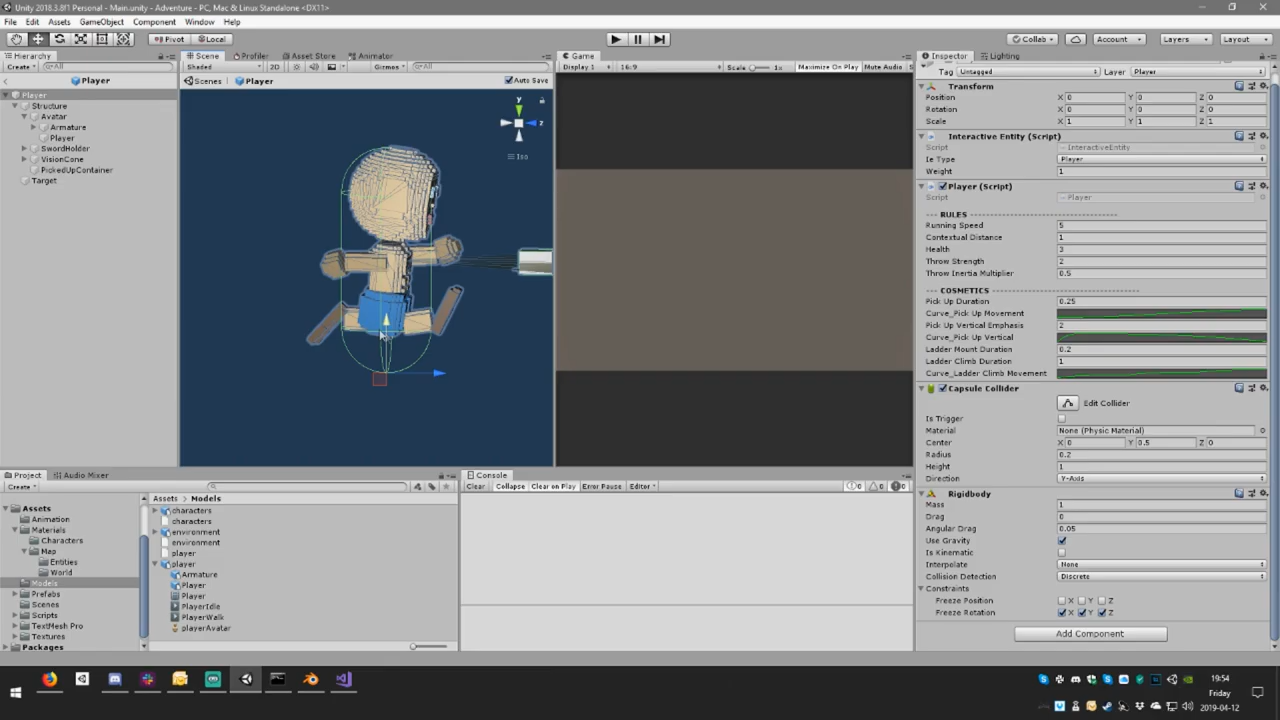 Unity 2018.3.8f1 Personal - Main.unity - Adventure - PC, Mac & Linux Standalone <DX11>
File Edit Assets GameObject Component Window Help
Pivot Local Collab Account Layers Layout
Hierarchy Scene Profiler Asset Store Animator Game Inspector Lighting
Create All Shaded 2D Gizmos All Display 1 16:9 Scale 1x Maximize On Play Mute Audio
Tag Untagged Layer Player
Player Scenes Player Auto Save
Player
Structure
Avatar
Armature
Player
SwordHolder
VisionCone
PickedUpContainer
Target
y
z
Iso
Transform
Position X 0 Y 0 Z 0
Rotation X 0 Y 0 Z 0
Scale X 1 Y 1 Z 1
Interactive Entity (Script)
Script InteractiveEntity
Ie Type Player
Weight 1
Player (Script)
Script Player
--- RULES
Running Speed 5
Contextual Distance 1
Health 3
Throw Strength 2
Throw Inertia Multiplier 0.5
--- COSMETICS
Pick Up Duration 0.25
Curve_Pick Up Movement
Pick Up Vertical Emphasis 2
Curve_Pick Up Vertical
Ladder Mount Duration 0.2
Ladder Climb Duration 1
Curve_Ladder Climb Movement
Capsule Collider
Edit Collider
Is Trigger
Material None (Physic Material)
Center X 0 Y 0.5 Z 0
Radius 0.2
Height 1
Direction Y-Axis
Rigidbody
Mass 1
Drag 0
Angular Drag 0.05
Use Gravity
Is Kinematic
Interpolate None
Collision Detection Discrete
Constraints
Freeze Position X Y Z
Freeze Rotation X Y Z
Add Component
Project Audio Mixer
Create
Assets
Animation
Materials
Characters
Map
Entities
World
Models
Prefabs
Scenes
Scripts
TextMesh Pro
Textures
Packages
Assets Models
characters
characters
environment
environment
player
player
Armature
Player
Player
PlayerIdle
PlayerWalk
playerAvatar
Console
Clear Collapse Clear on Play Error Pause Editor 0 0 0
19:54
Friday
2019-04-12